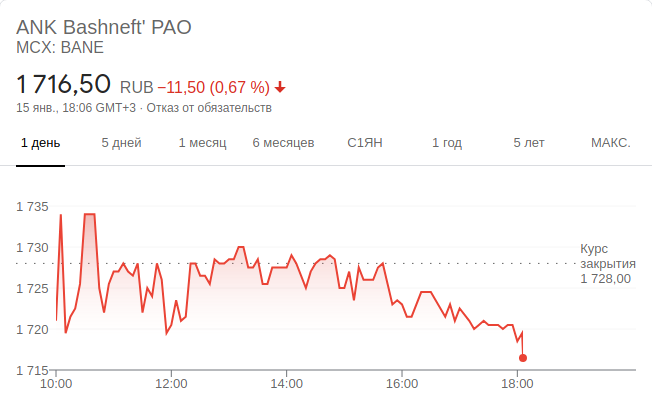 ANK Bashneft' PAO
MCX: BANE
1 716,50 RUB −11,50 (0,67 %)
15 янв., 18:06 GMT+3 · Отказ от обязательств
1 день 5 дней 1 месяц 6 месяцев С1ЯН 1 год 5 лет МАКС.
1 735
1 730
1 725
1 720
1 715
Курс
закрытия
1 728,00
10:00 12:00 14:00 16:00 18:00